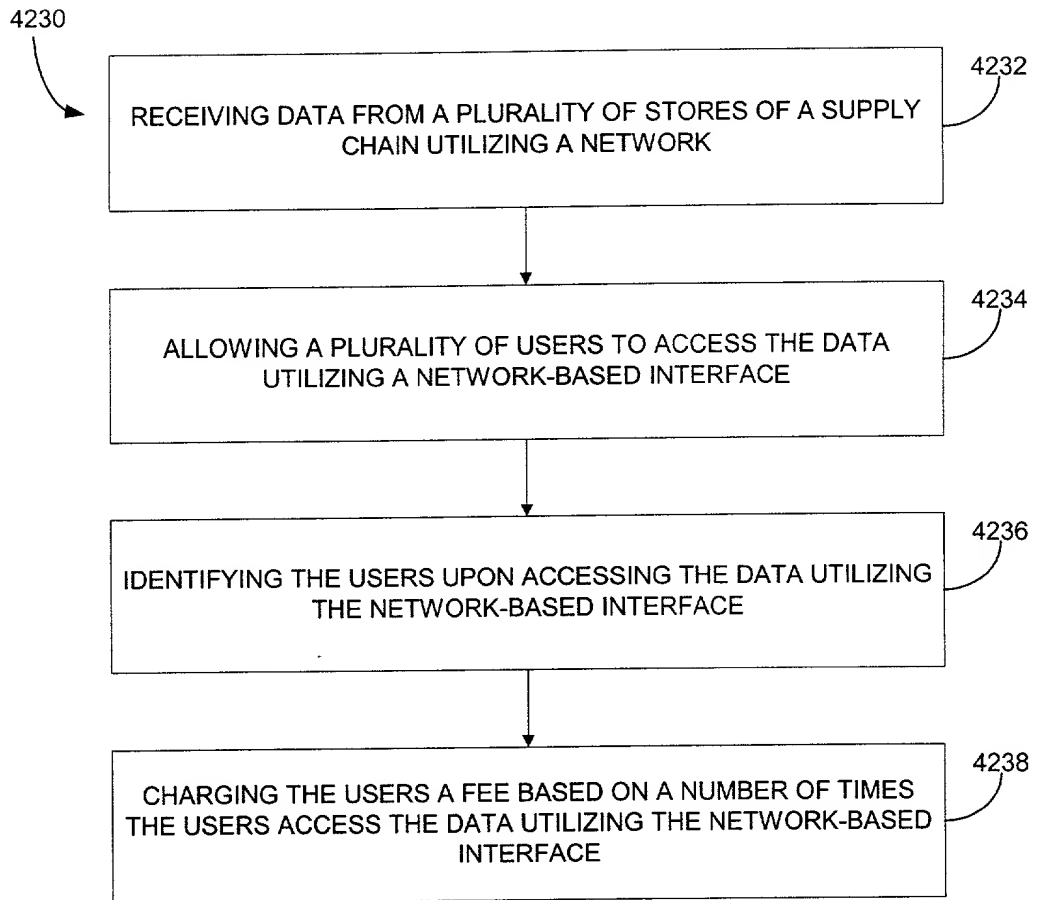 4230
4232
RECEIVING DATA FROM A PLURALITY OF STORES OF A SUPPLY
CHAIN UTILIZING A NETWORK
4234
ALLOWING A PLURALITY OF USERS TO ACCESS THE DATA
UTILIZING A NETWORK-BASED INTERFACE
4236
IDENTIFYING THE USERS UPON ACCESSING THE DATA UTILIZING
THE NETWORK-BASED INTERFACE
4238
CHARGING THE USERS A FEE BASED ON A NUMBER OF TIMES
THE USERS ACCESS THE DATA UTILIZING THE NETWORK-BASED
INTERFACE